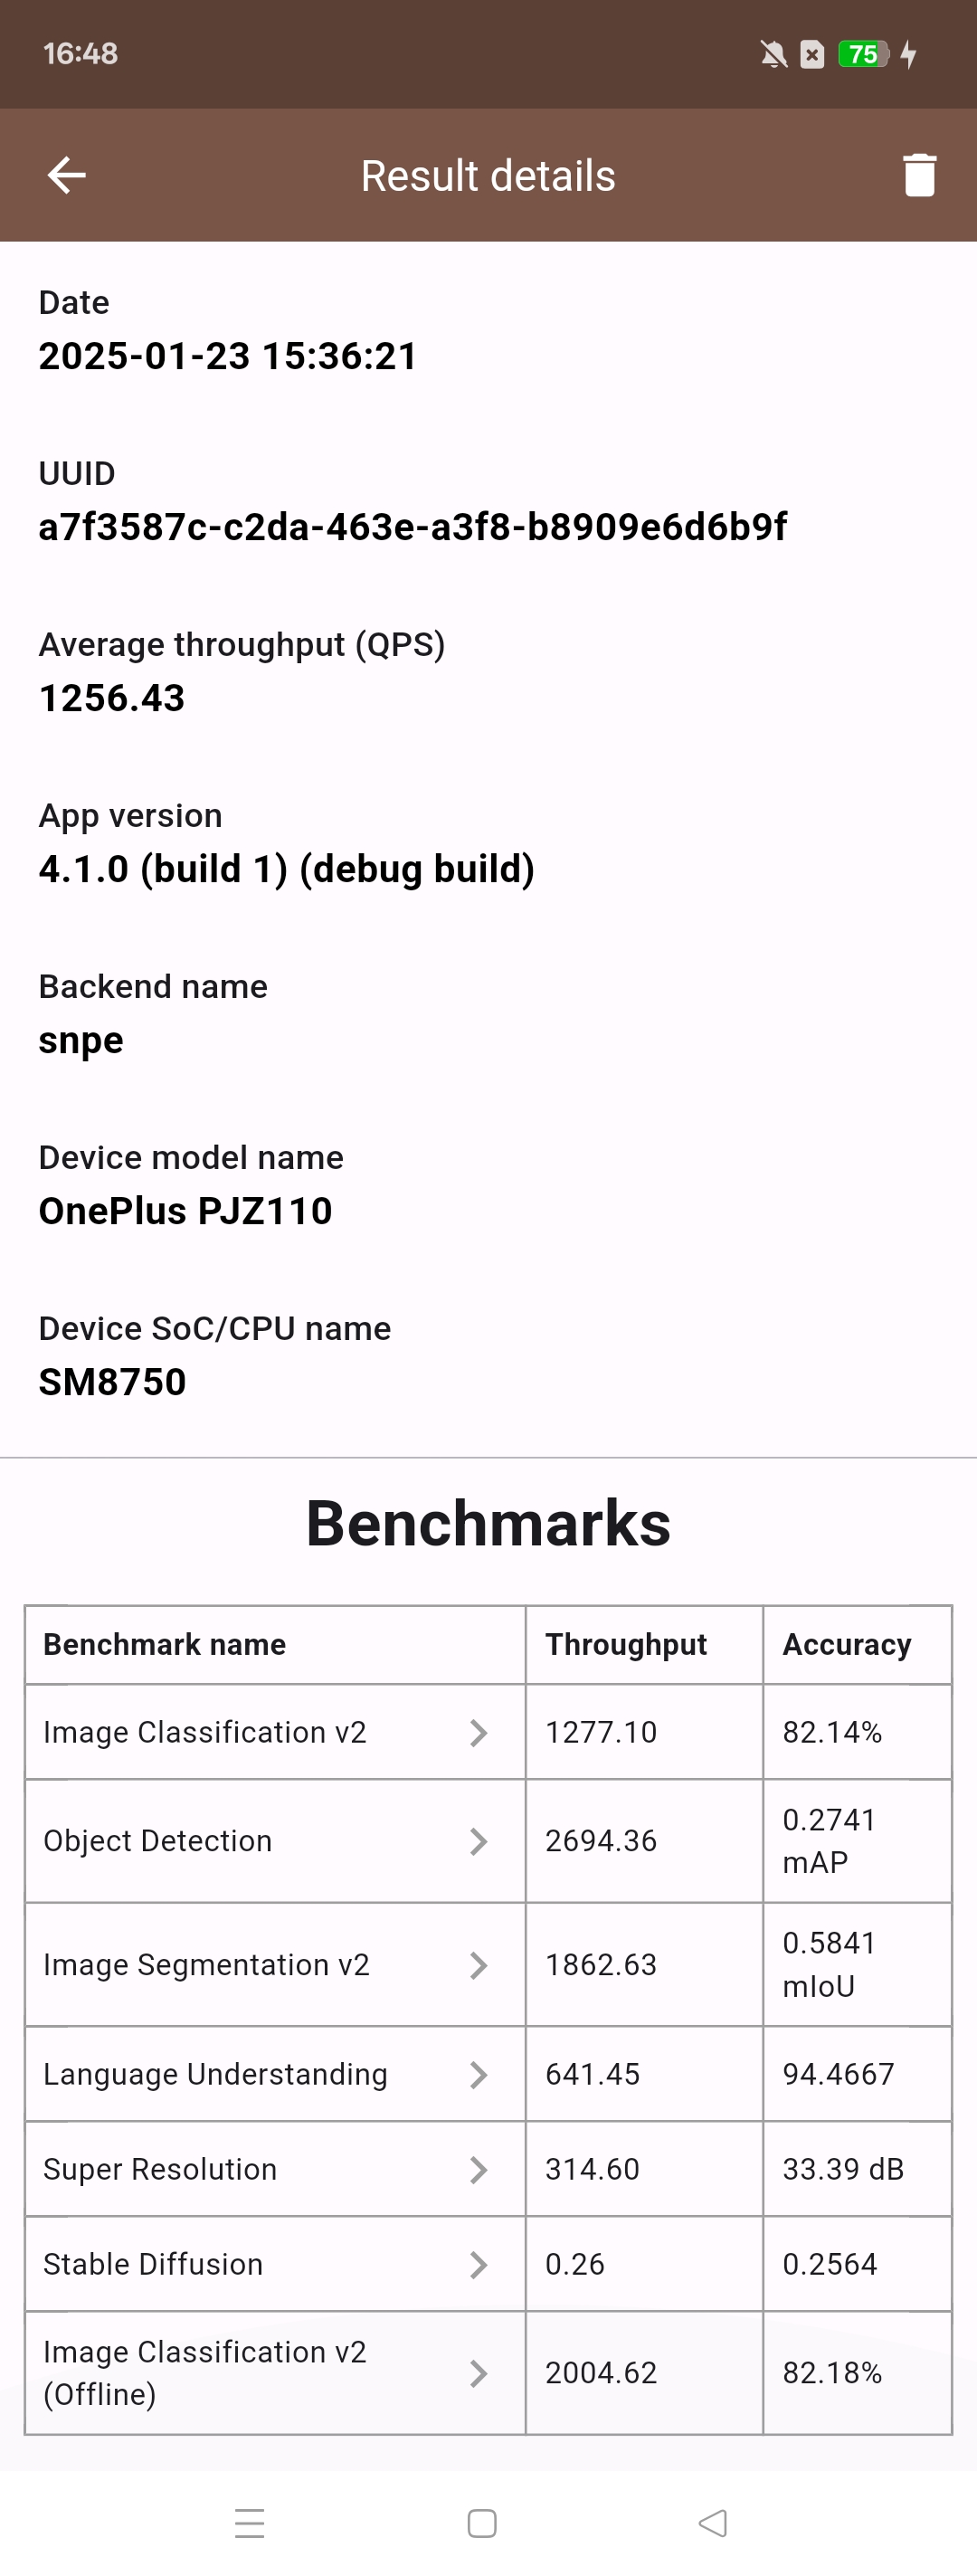 16:48
75
Result details
Date
2025-01-23 15:36:21
UUID
a7f3587c-c2da-463e-a3f8-b8909e6d6b9f
Average throughput (QPS)
1256.43
App version
4.1.0 (build 1) (debug build)
Backend name
snpe
Device model name
OnePlus PJZ110
Device SoC/CPU name
SM8750
Benchmarks
Benchmark name Throughput Accuracy
Image Classification v2 1277.10 82.14%
Object Detection 2694.36 0.2741
mAP
Image Segmentation v2 1862.63 0.5841
mIoU
Language Understanding 641.45 94.4667
Super Resolution 314.60 33.39 dB
Stable Diffusion 0.26 0.2564
Image Classification v2
(Offline) 2004.62 82.18%